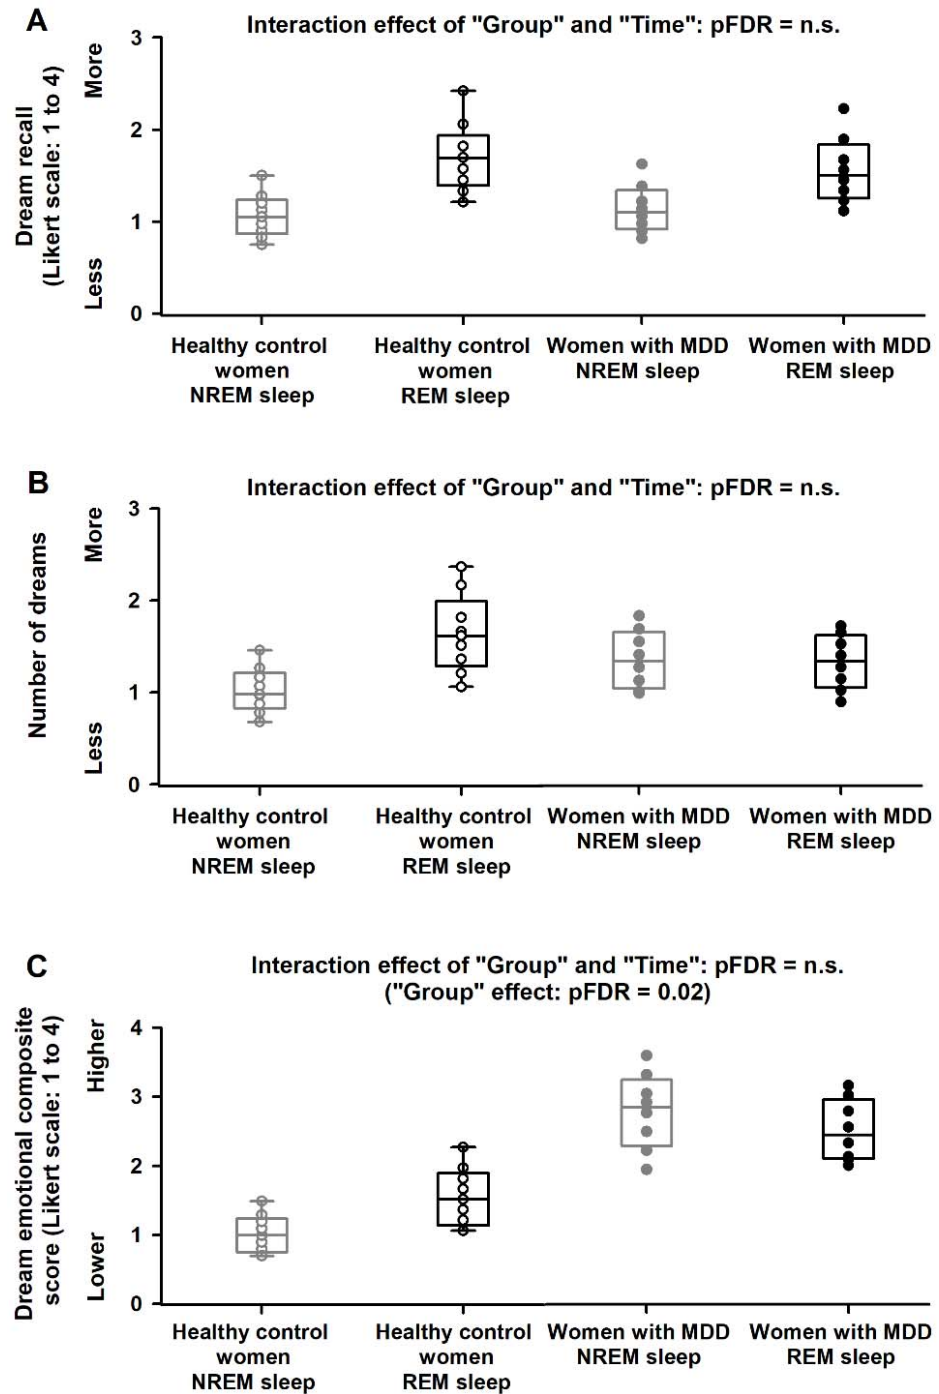 A
Interaction effect of "Group" and "Time": pFDR = n.s.
Dream recall
(Likert scale: 1 to 4)
More
Less
3
2
1
0
Healthy control
women
NREM sleep
Healthy control
women
REM sleep
Women with MDD
NREM sleep
Women with MDD
REM sleep
B
Interaction effect of "Group" and "Time": pFDR = n.s.
Number of dreams
More
Less
3
2
1
0
Healthy control
women
NREM sleep
Healthy control
women
REM sleep
Women with MDD
NREM sleep
Women with MDD
REM sleep
C
Interaction effect of "Group" and "Time": pFDR = n.s.
("Group" effect: pFDR = 0.02)
Dream emotional composite
score (Likert scale: 1 to 4)
Higher
Lower
4
3
2
1
0
Healthy control
women
NREM sleep
Healthy control
women
REM sleep
Women with MDD
NREM sleep
Women with MDD
REM sleep